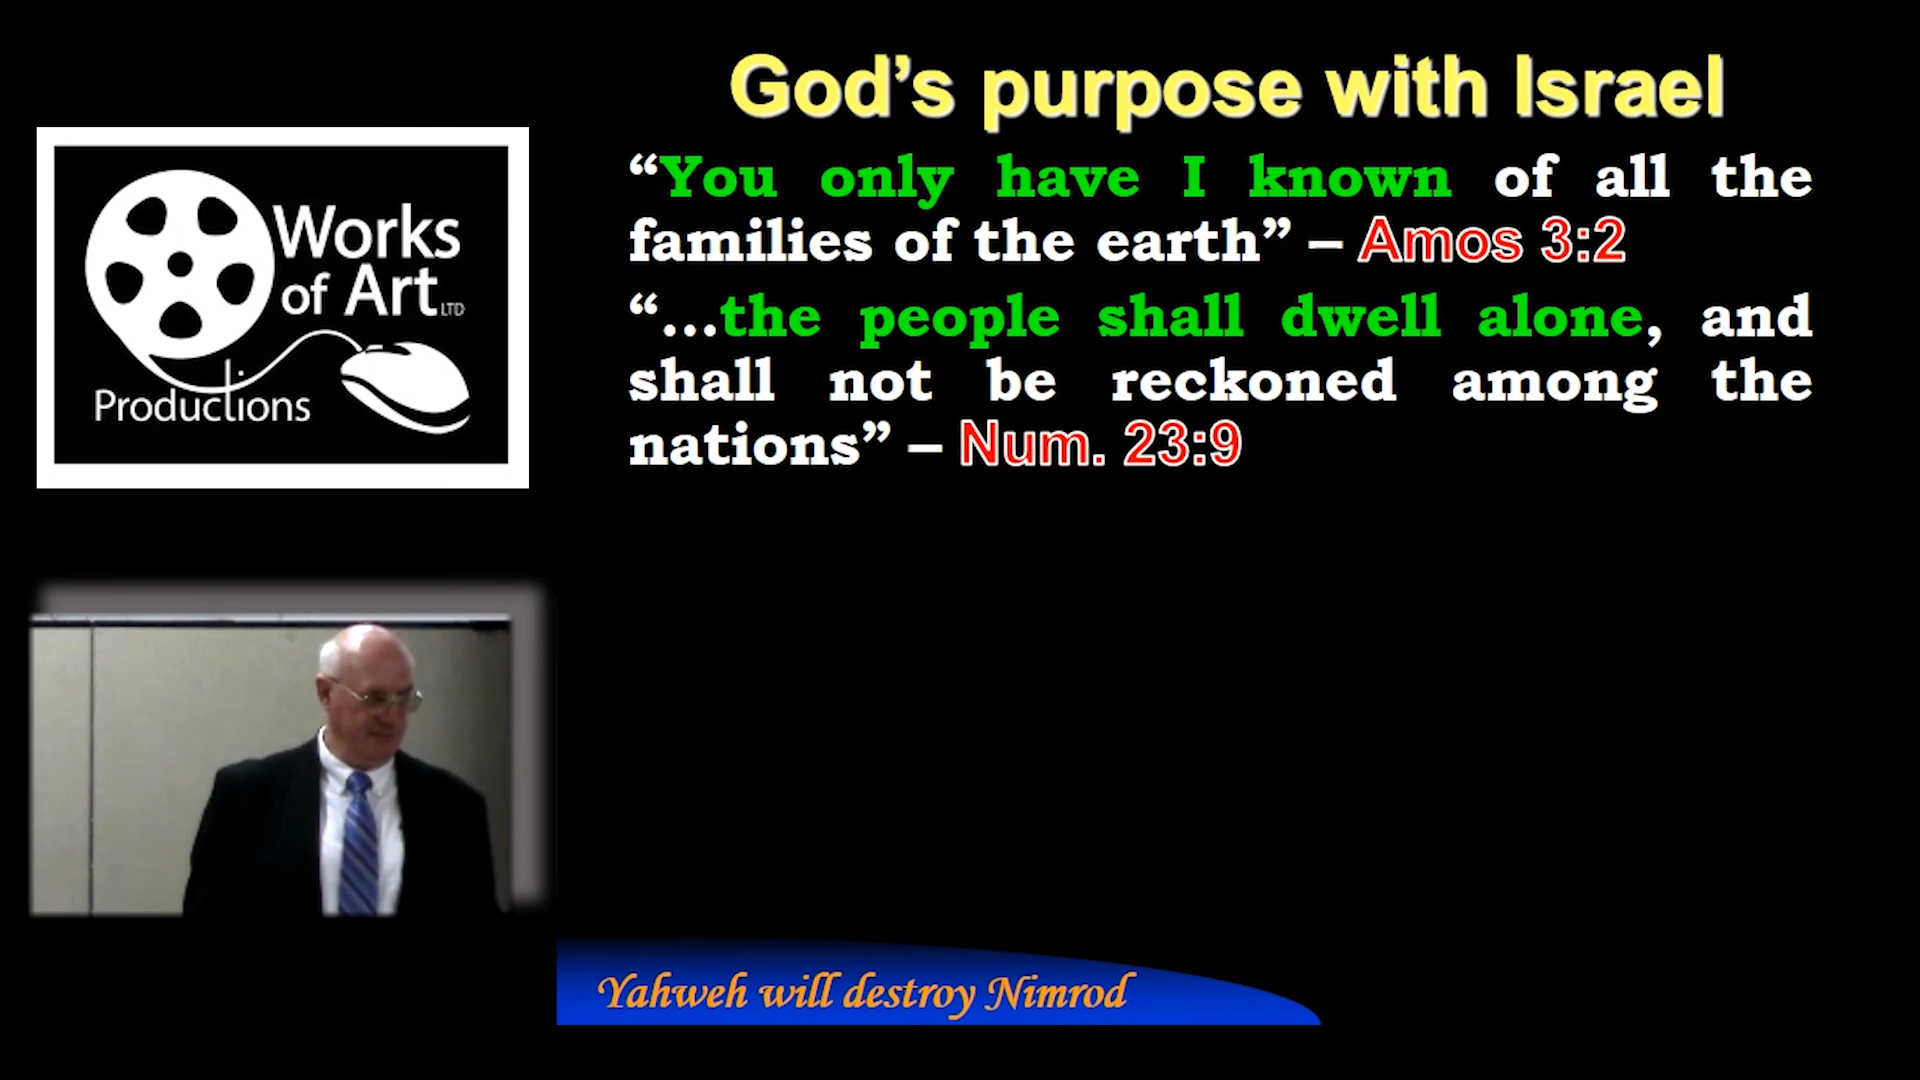 God's purpose with Israel
“You only have I known of all the
families of the earth” – Amos 3:2
“...the people shall dwell alone, and
shall not be reckoned among the
nations” – Num. 23:9
Works
of Art LTD
Productions
Yahweh will destroy Nimrod